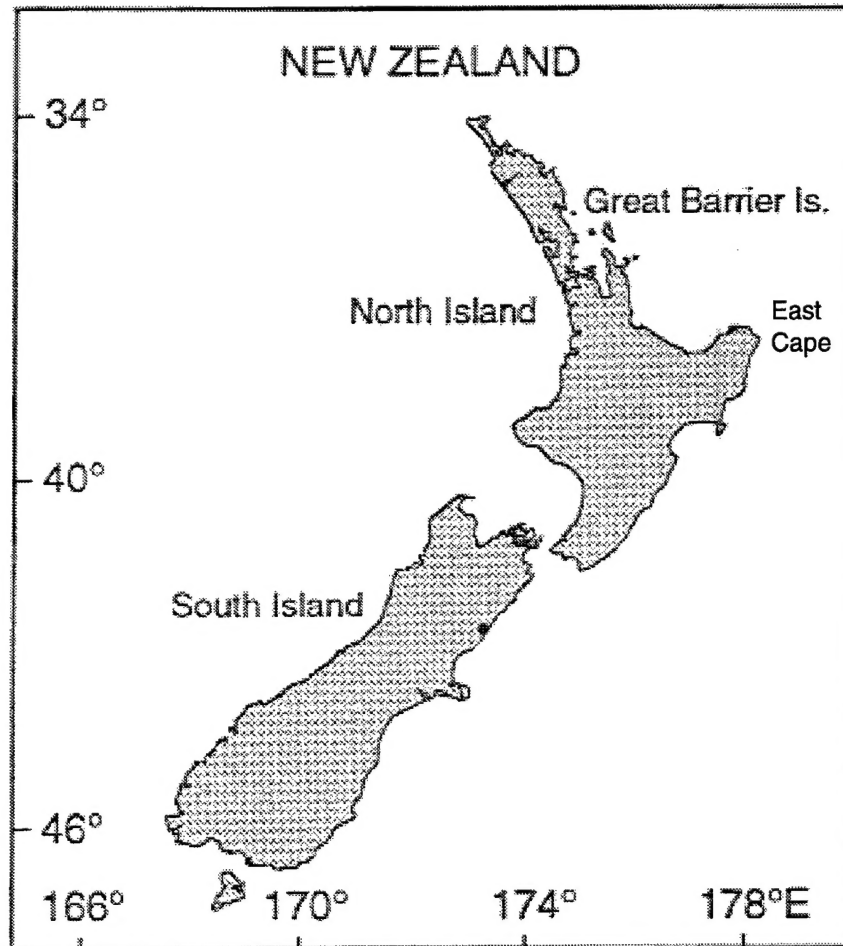 NEW ZEALAND
34°
Great Barrier Is.
North Island
East
Cape
40°
South Island
46°
166°
170°
174°
178°E